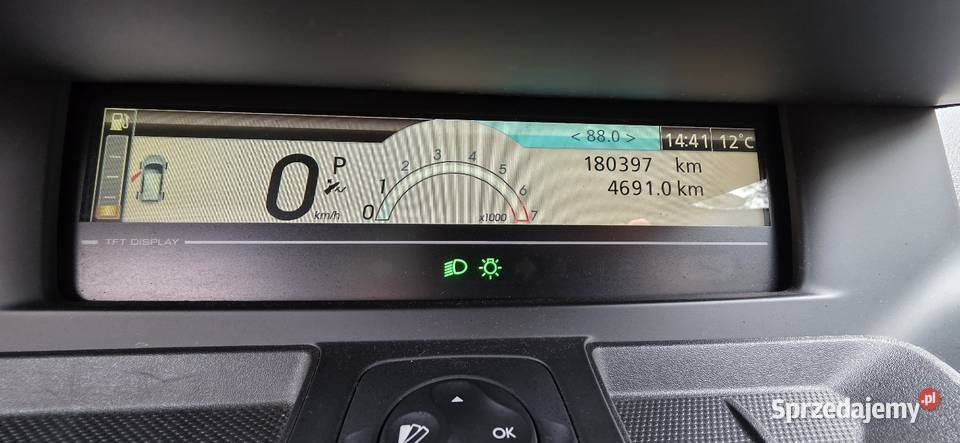 < 88.0 > 14:41 12°C
0 P km/h
0 1 2 3 4 5 6 7 x1000
180397 km
4691.0 km
TFT DISPLAY
OK
Sprzedajemy.pl